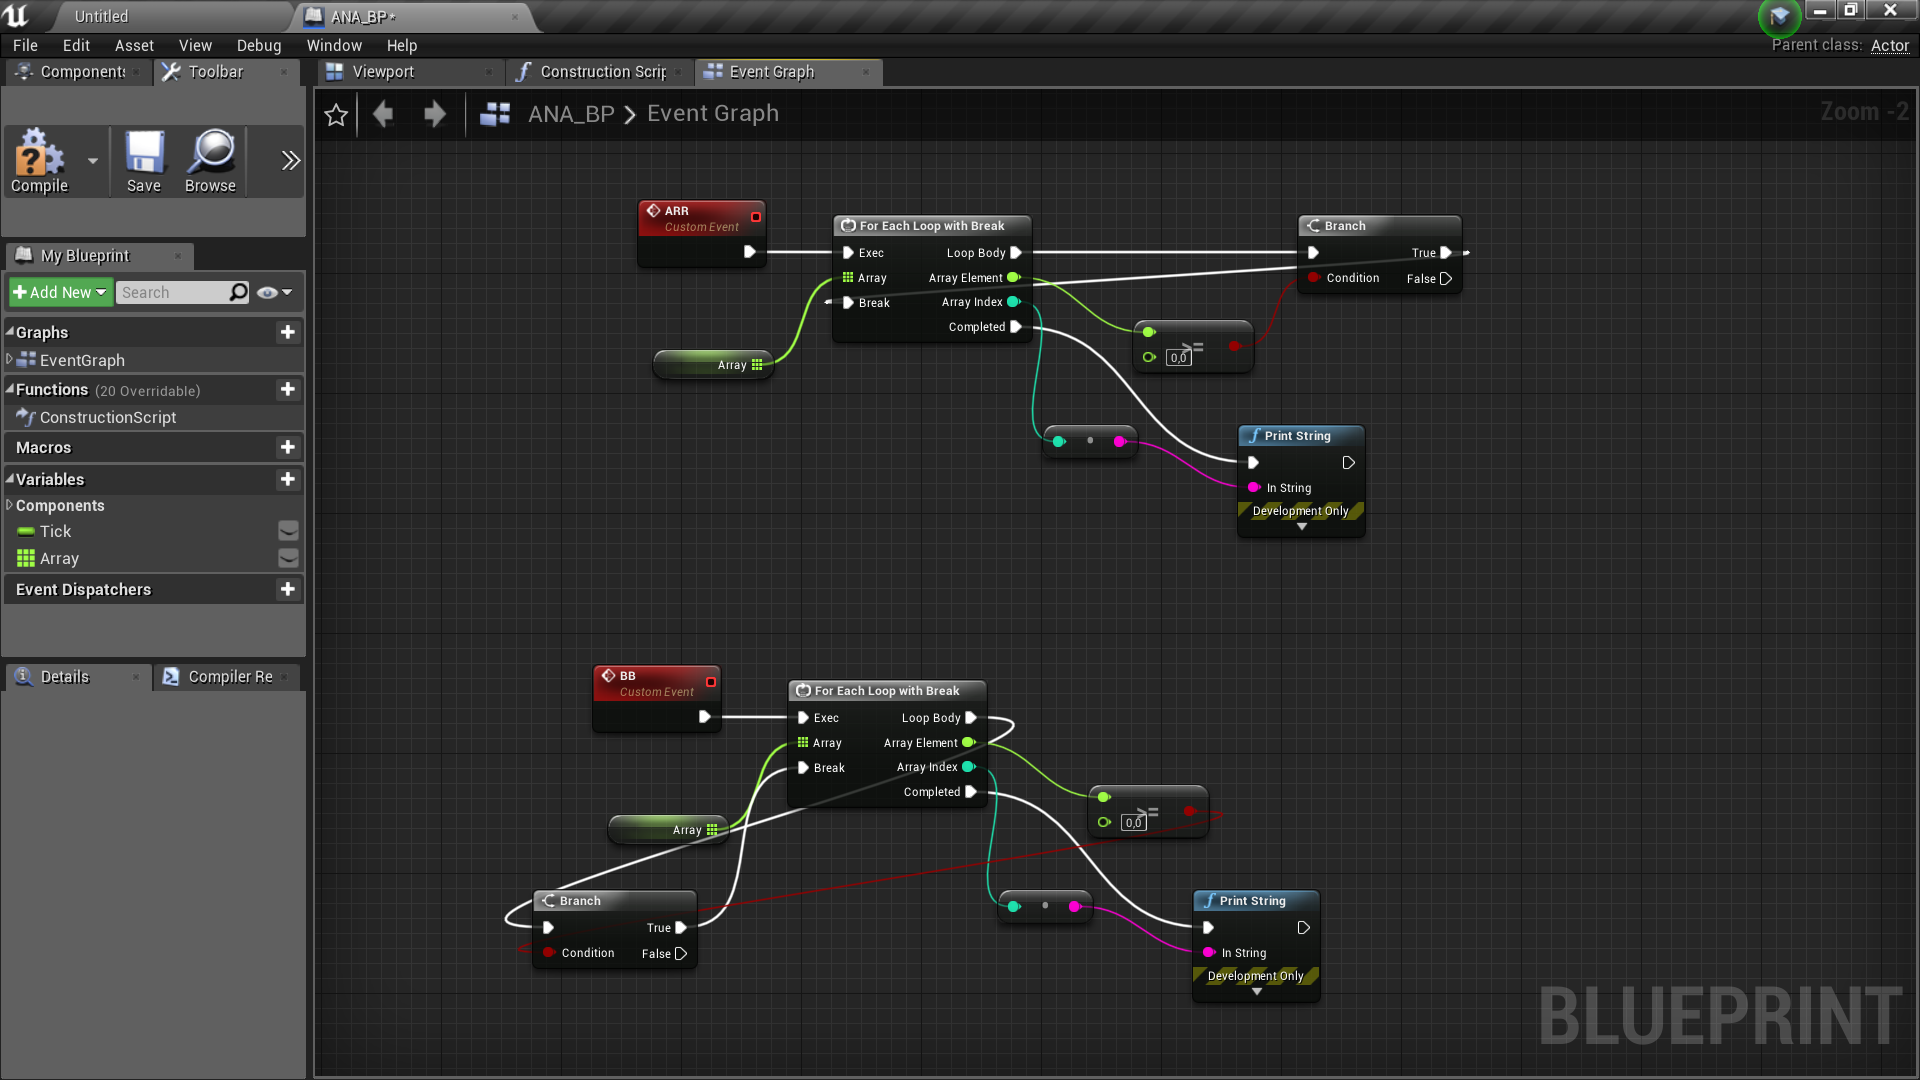 Untitled
ANA_BP*
File Edit Asset View Debug Window Help
Parent class: Actor
Components Toolbar
Viewport Construction Scrip Event Graph
ANA_BP > Event Graph
Zoom -2
Compile Save Browse
My Blueprint
+Add New Search
Graphs
EventGraph
Functions (20 Overridable)
ConstructionScript
Macros
Variables
Components
Tick
Array
Event Dispatchers
Details Compiler Re
ARR
Custom Event
For Each Loop with Break
Exec Loop Body
Array Array Element
Break Array Index
Completed
Branch
True
Condition False
Array
>=
0,0
Print String
In String
Development Only
BB
Custom Event
For Each Loop with Break
Exec Loop Body
Array Array Element
Break Array Index
Completed
Array
>=
0,0
Branch
True
Condition False
Print String
In String
Development Only
BLUEPRINT